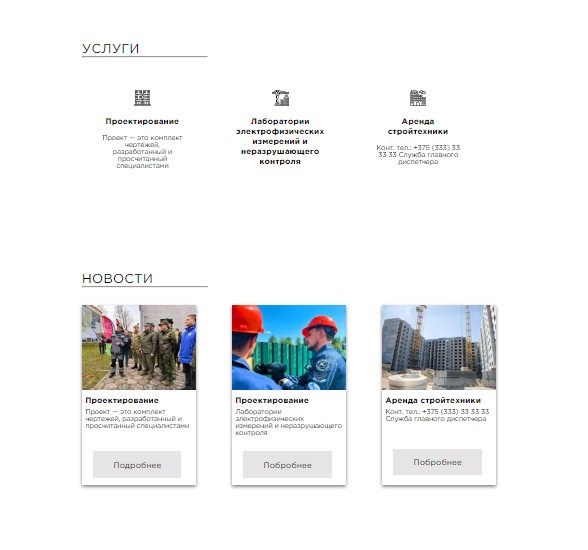 УСЛУГИ
Проектирование
Проект — это комплект
чертежей,
разработанный и
просчитанный
специалистами
Лаборатории
электрофизических
измерений и
неразрушающего
контроля
Аренда
стройтехники
Конт. тел.: +375 (333) 33
33 33 Служба главного
диспетчера
НОВОСТИ
Проектирование
Проект — это комплект
чертежей, разработанный и
просчитанный специалистами
Подробнее
Проектирование
Лаборатории
электрофизических
измерений и неразрушающего
контроля
Побробнее
Аренда стройтехники
Конт. тел.: +375 (333) 33 33 33
Служба главного диспетчера
Побробнее